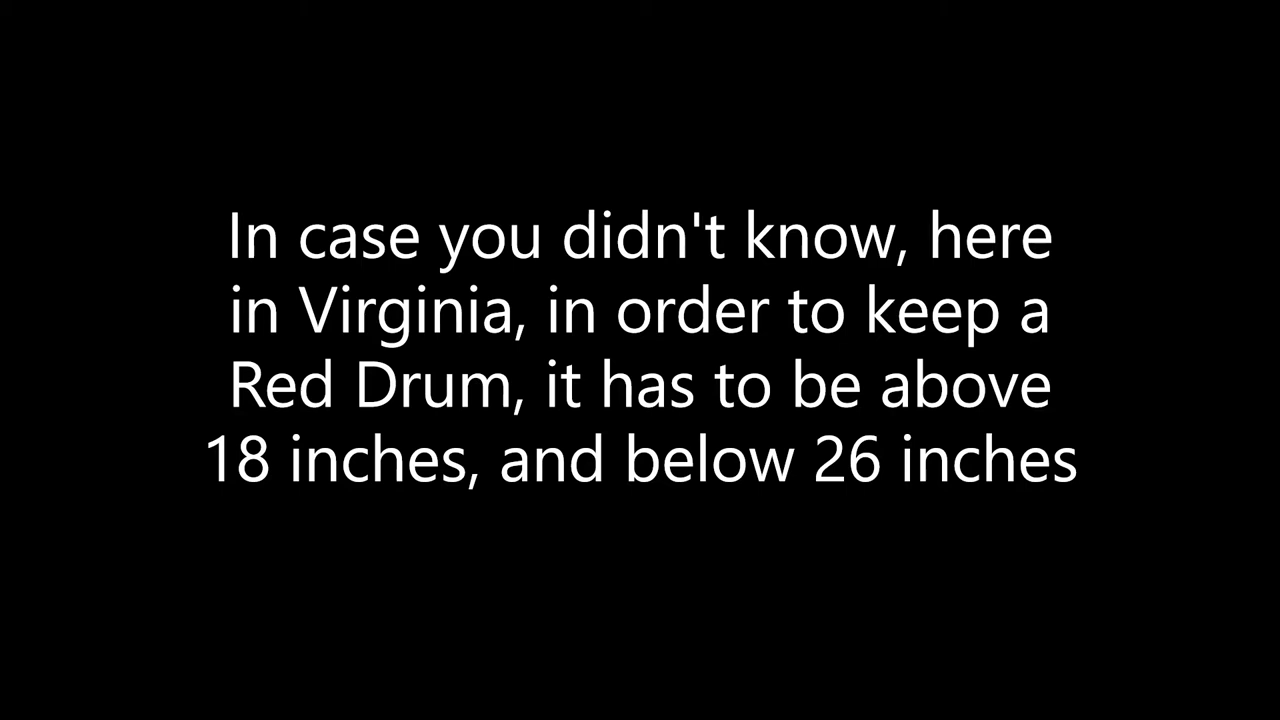 In case you didn't know, here
in Virginia, in order to keep a
Red Drum, it has to be above
18 inches, and below 26 inches